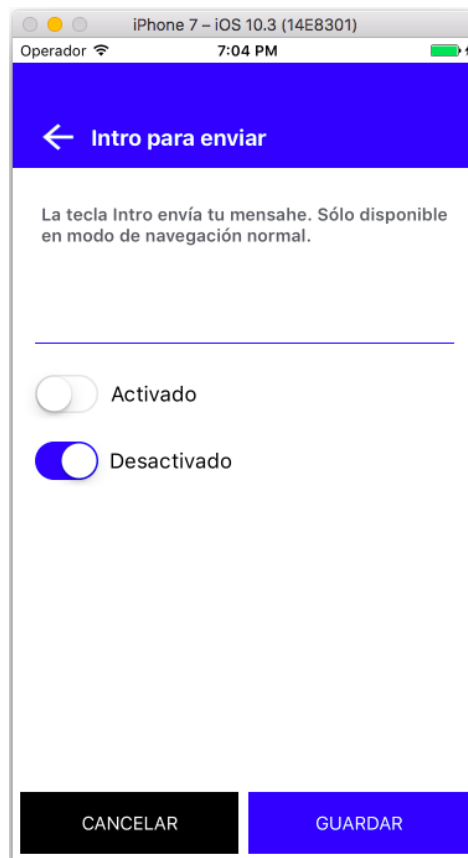 iPhone 7 – iOS 10.3 (14E8301)
Operador 7:04 PM
Intro para enviar
La tecla Intro envía tu mensahe. Sólo disponible
en modo de navegación normal.
Activado
Desactivado
CANCELAR GUARDAR